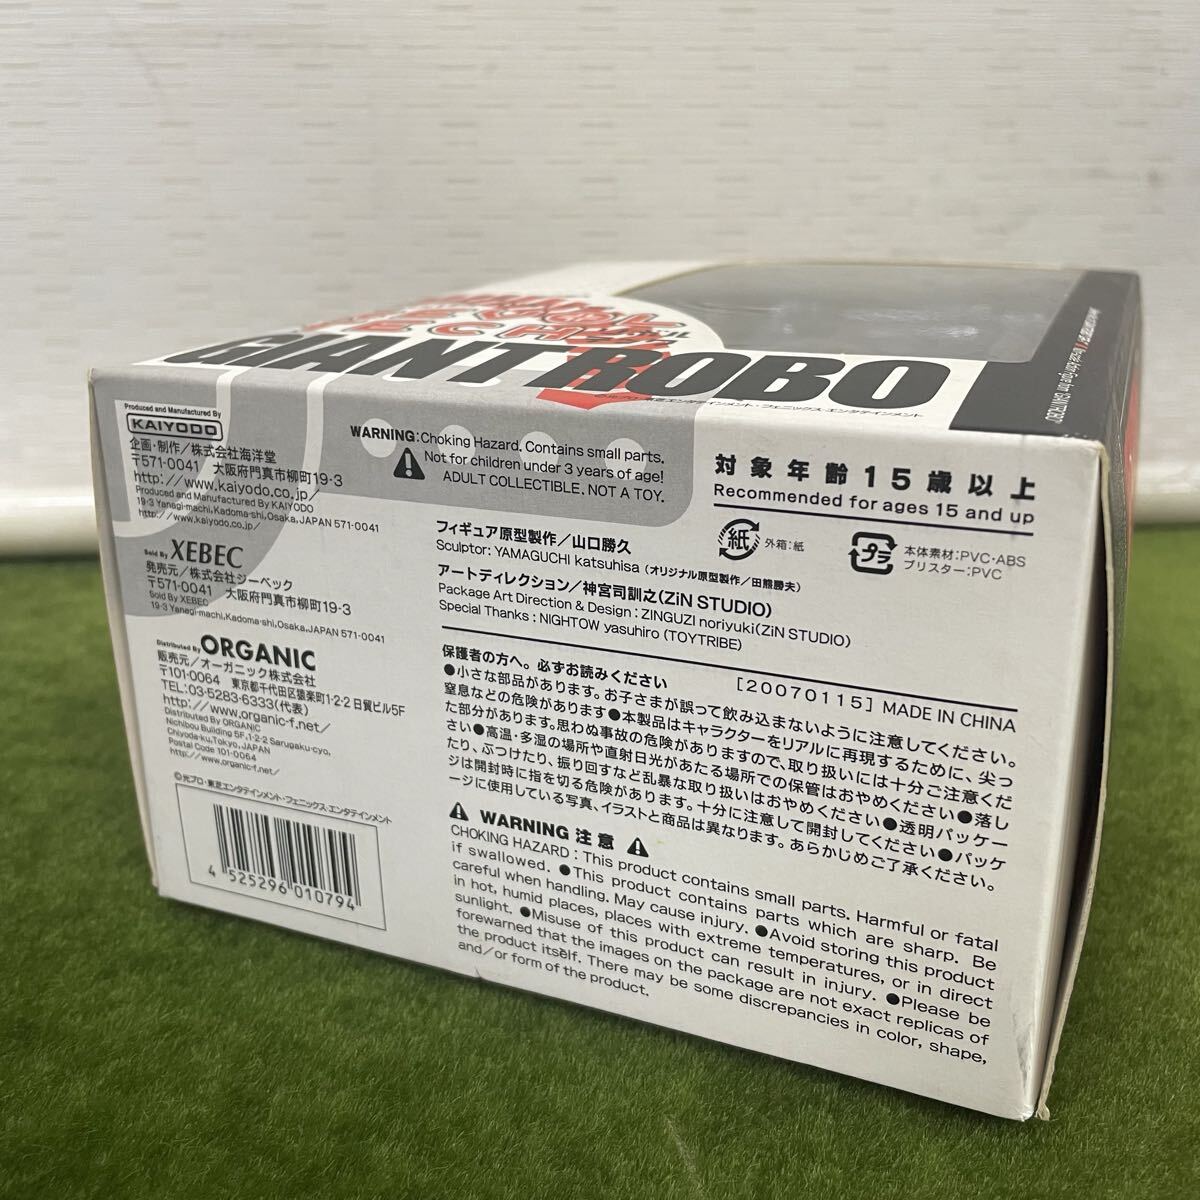 GIANT ROBO
Produced and Manufactured By
KAIYODO
企画・制作／株式会社海洋堂
〒571-0041 大阪府門真市柳町19-3
http://www.kaiyodo.co.jp/
Produced and Manufactured By KAIYODO
19-3 Yanagi-machi, Kadoma-shi, Osaka, JAPAN 571-0041
http://www.kaiyodo.co.jp/
Sold By XEBEC
発売元／株式会社ジーベック
〒571-0041 大阪府門真市柳町19-3
Sold By XEBEC
19-3 Yanagi-machi, Kadoma-shi, Osaka, JAPAN 571-0041
Distributed By ORGANIC
販売元／オーガニック株式会社
〒101-0064 東京都千代田区猿楽町1-2-2 日貿ビル5F
TEL:03-5283-6333(代表)
http://www.organic-f.net/
Distributed By ORGANIC
Nichibou Building 5F, 1-2-2 Sarugaku-cyo,
Chiyoda-ku, Tokyo, JAPAN
Postal Code 101-0064
http://www.organic-f.net/
©光プロ・東芝エンタテインメント・フェニックス・エンタテインメント
4 525296 010794
WARNING: Choking Hazard. Contains small parts.
Not for children under 3 years of age!
ADULT COLLECTIBLE. NOT A TOY.
対象年齢15歳以上
Recommended for ages 15 and up
フィギュア原型製作／山口勝久
Sculptor: YAMAGUCHI katsuhisa (オリジナル原型製作／田熊勝夫)
アートディレクション／神宮司訓之(ZiN STUDIO)
Package Art Direction & Design : ZINGUZI noriyuki(ZiN STUDIO)
Special Thanks : NIGHTOW yasuhiro (TOYTRIBE)
紙 外箱:紙
プラ 本体素材:PVC・ABS
ブリスター:PVC
[20070115] MADE IN CHINA
保護者の方へ。必ずお読みください
●小さな部品があります。お子さまが誤って飲み込まないように注意してください。
窒息などの危険があります●本製品はキャラクターをリアルに再現するために、尖っ
た部分があります。思わぬ事故の危険がありますので、取り扱いには十分ご注意くだ
さい●高温・多湿の場所や直射日光があたる場所での保管はおやめください●落し
たり、ぶつけたり、振り回すなど乱暴な取り扱いはおやめください●透明パッケー
ジは開封時に指を切る危険があります。十分に注意して開封してください●パッケ
ージに使用している写真、イラストと商品は異なります。あらかじめご了承ください。
WARNING 注意
CHOKING HAZARD : This product contains small parts. Harmful or fatal
if swallowed. ●This product contains parts which are sharp. Be
careful when handling. May cause injury. ●Avoid storing this product
in hot, humid places, places with extreme temperatures, or in direct
sunlight. ●Misuse of this product can result in injury. ●Please be
forewarned that the images on the package are not exact replicas of
the product itself. There may be some discrepancies in color, shape,
and/or form of the product.